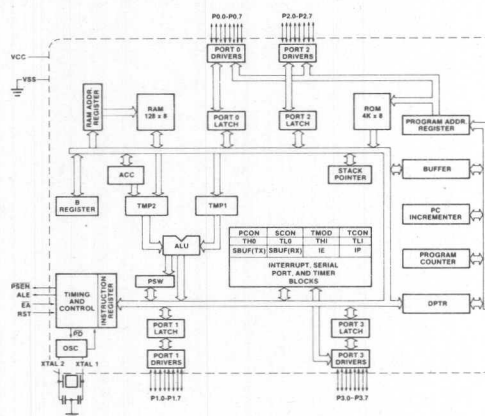 P0.0-P0.7
P2.0-P2.7
VCC
VSS
PORT 0
DRIVERS
PORT 2
DRIVERS
RAM ADDR.
REGISTER
RAM
128 x 8
PORT 0
LATCH
PORT 2
LATCH
ROM
4K x 8
PROGRAM ADDR.
REGISTER
B
REGISTER
ACC
TMP2
TMP1
STACK
POINTER
BUFFER
ALU
PC
INCREMENTER
PCON SCON TMOD TCON
TH0 TL0 TH1 TL1
SBUF(TX) SBUF(RX) IE IP
INTERRUPT, SERIAL
PORT, AND TIMER
BLOCKS
PROGRAM
COUNTER
PSW
PSEN
ALE
EA
RST
TIMING
AND
CONTROL
INSTRUCTION
REGISTER
DPTR
PD
OSC
XTAL 2 XTAL 1
PORT 1
LATCH
PORT 3
LATCH
PORT 1
DRIVERS
PORT 3
DRIVERS
P1.0-P1.7
P3.0-P3.7